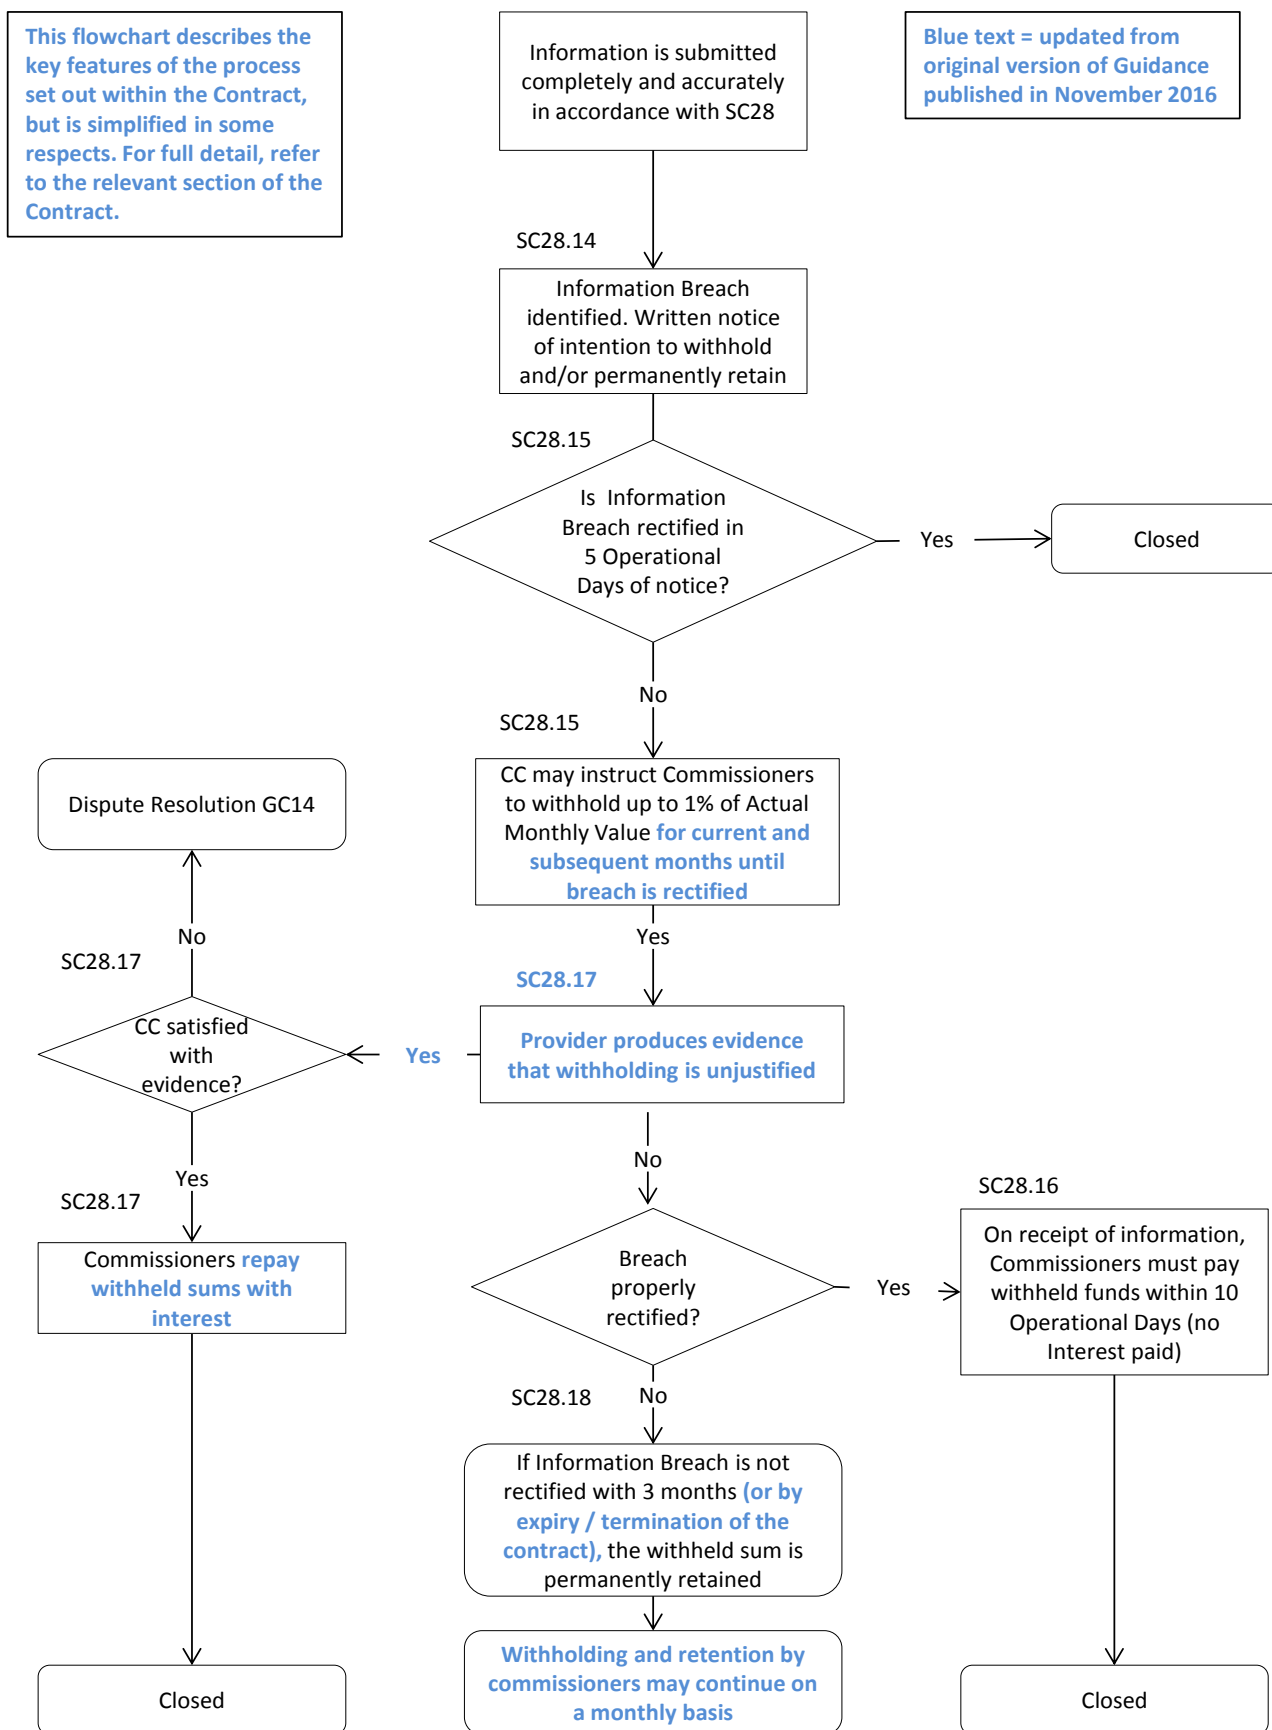 This flowchart describes the
key features of the process
set out within the Contract,
but is simplified in some
respects. For full detail, refer
to the relevant section of the
Contract.
Information is submitted
completely and accurately
in accordance with SC28
Blue text = updated from
original version of Guidance
published in November 2016
SC28.14
Information Breach
identified. Written notice
of intention to withhold
and/or permanently retain
SC28.15
Is Information
Breach rectified in
5 Operational
Days of notice?
Yes
Closed
No
SC28.15
CC may instruct Commissioners
to withhold up to 1% of Actual
Monthly Value for current and
subsequent months until
breach is rectified
Dispute Resolution GC14
No
SC28.17
Yes
SC28.17
CC satisfied
with
evidence?
Yes
Provider produces evidence
that withholding is unjustified
Yes
SC28.17
Commissioners repay
withheld sums with
interest
No
Breach
properly
rectified?
Yes
SC28.16
On receipt of information,
Commissioners must pay
withheld funds within 10
Operational Days (no
Interest paid)
SC28.18
No
If Information Breach is not
rectified with 3 months (or by
expiry / termination of the
contract), the withheld sum is
permanently retained
Closed
Withholding and retention by
commissioners may continue on
a monthly basis
Closed